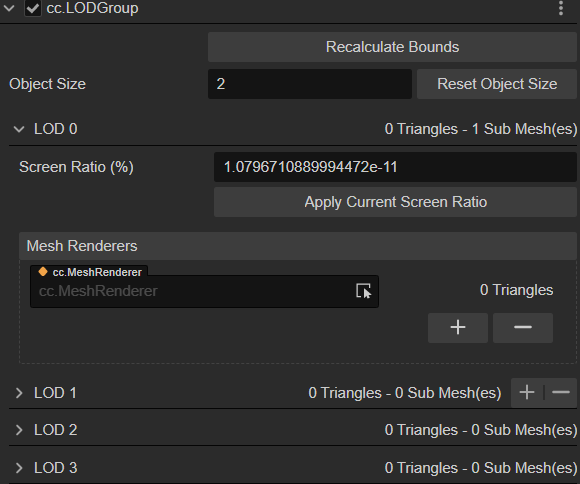 cc.LODGroup
Recalculate Bounds
Object Size 2 Reset Object Size
LOD 0 0 Triangles - 1 Sub Mesh(es)
Screen Ratio (%) 1.0796710889994472e-11
Apply Current Screen Ratio
Mesh Renderers
cc.MeshRenderer
cc.MeshRenderer 0 Triangles
LOD 1 0 Triangles - 0 Sub Mesh(es)
LOD 2 0 Triangles - 0 Sub Mesh(es)
LOD 3 0 Triangles - 0 Sub Mesh(es)